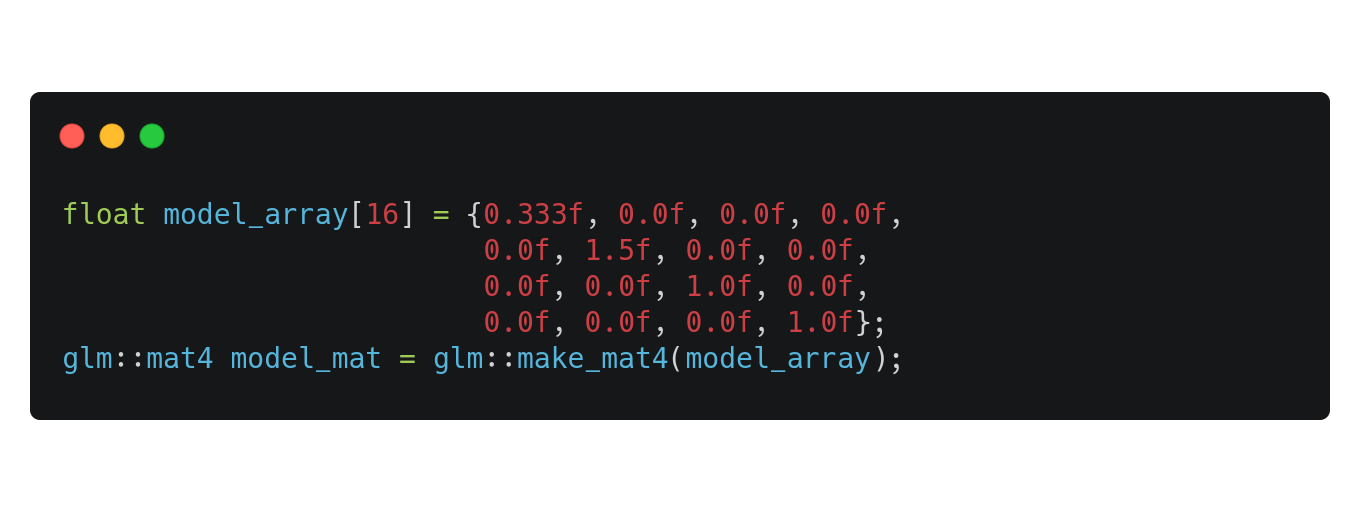 float model_array[16] = {0.333f, 0.0f, 0.0f, 0.0f,
                         0.0f, 1.5f, 0.0f, 0.0f,
                         0.0f, 0.0f, 1.0f, 0.0f,
                         0.0f, 0.0f, 0.0f, 1.0f};
glm::mat4 model_mat = glm::make_mat4(model_array);